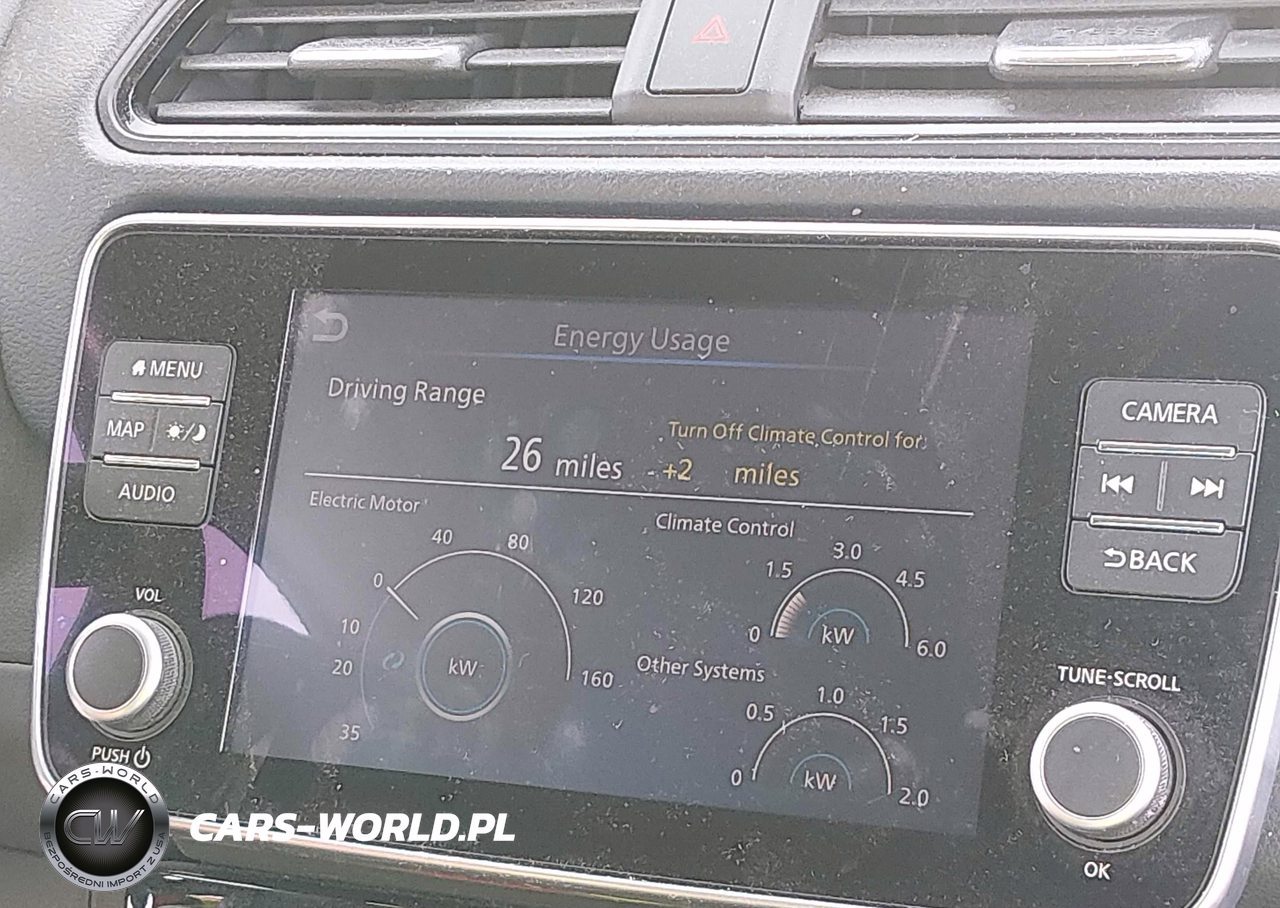 Energy Usage
MENU
Driving Range
CAMERA
MAP
Turn Off Climate Control for
26 miles +2 miles
AUDIO
Electric Motor
Climate Control
BACK
40 80
0 120
10
20 160
35
kW
3.0
1.5 4.5
0 6.0
kW
Other Systems
1.0
0.5 1.5
0 2.0
kW
VOL
PUSH
TUNE·SCROLL
OK
CARS-WORLD
CW
BEZPOŚREDNI IMPORT Z USA
CARS-WORLD.PL